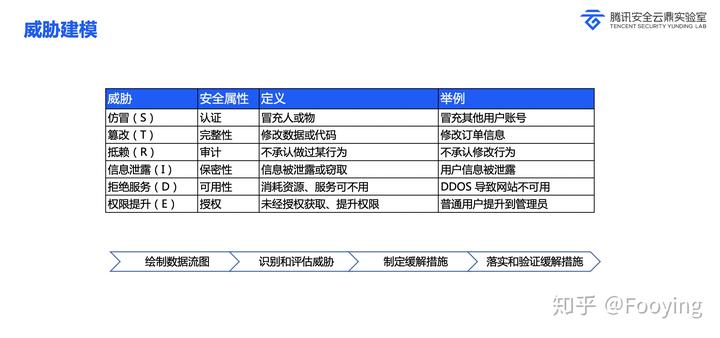 威胁建模
腾讯安全云鼎实验室
TENCENT SECURITY YUNDING LAB
威胁 安全属性 定义 举例
仿冒（S） 认证 冒充人或物 冒充其他用户账号
篡改（T） 完整性 修改数据或代码 修改订单信息
抵赖（R） 审计 不承认做过某行为 不承认修改行为
信息泄露（I） 保密性 信息被泄露或窃取 用户信息被泄露
拒绝服务（D） 可用性 消耗资源、服务可不用 DDOS 导致网站不可用
权限提升（E） 授权 未经授权获取、提升权限 普通用户提升到管理员
绘制数据流图 识别和评估威胁 制定缓解措施 落实和验证缓解措施
知乎 @Fooying